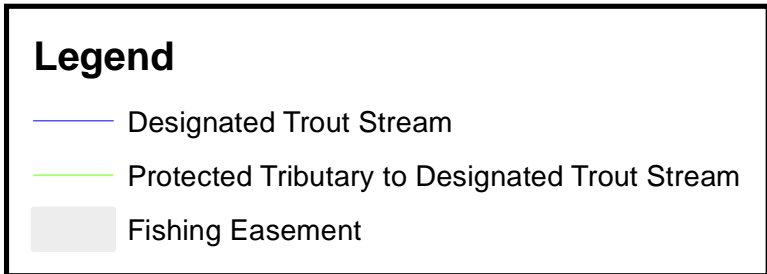 Legend
Designated Trout Stream
Protected Tributary to Designated Trout Stream
Fishing Easement